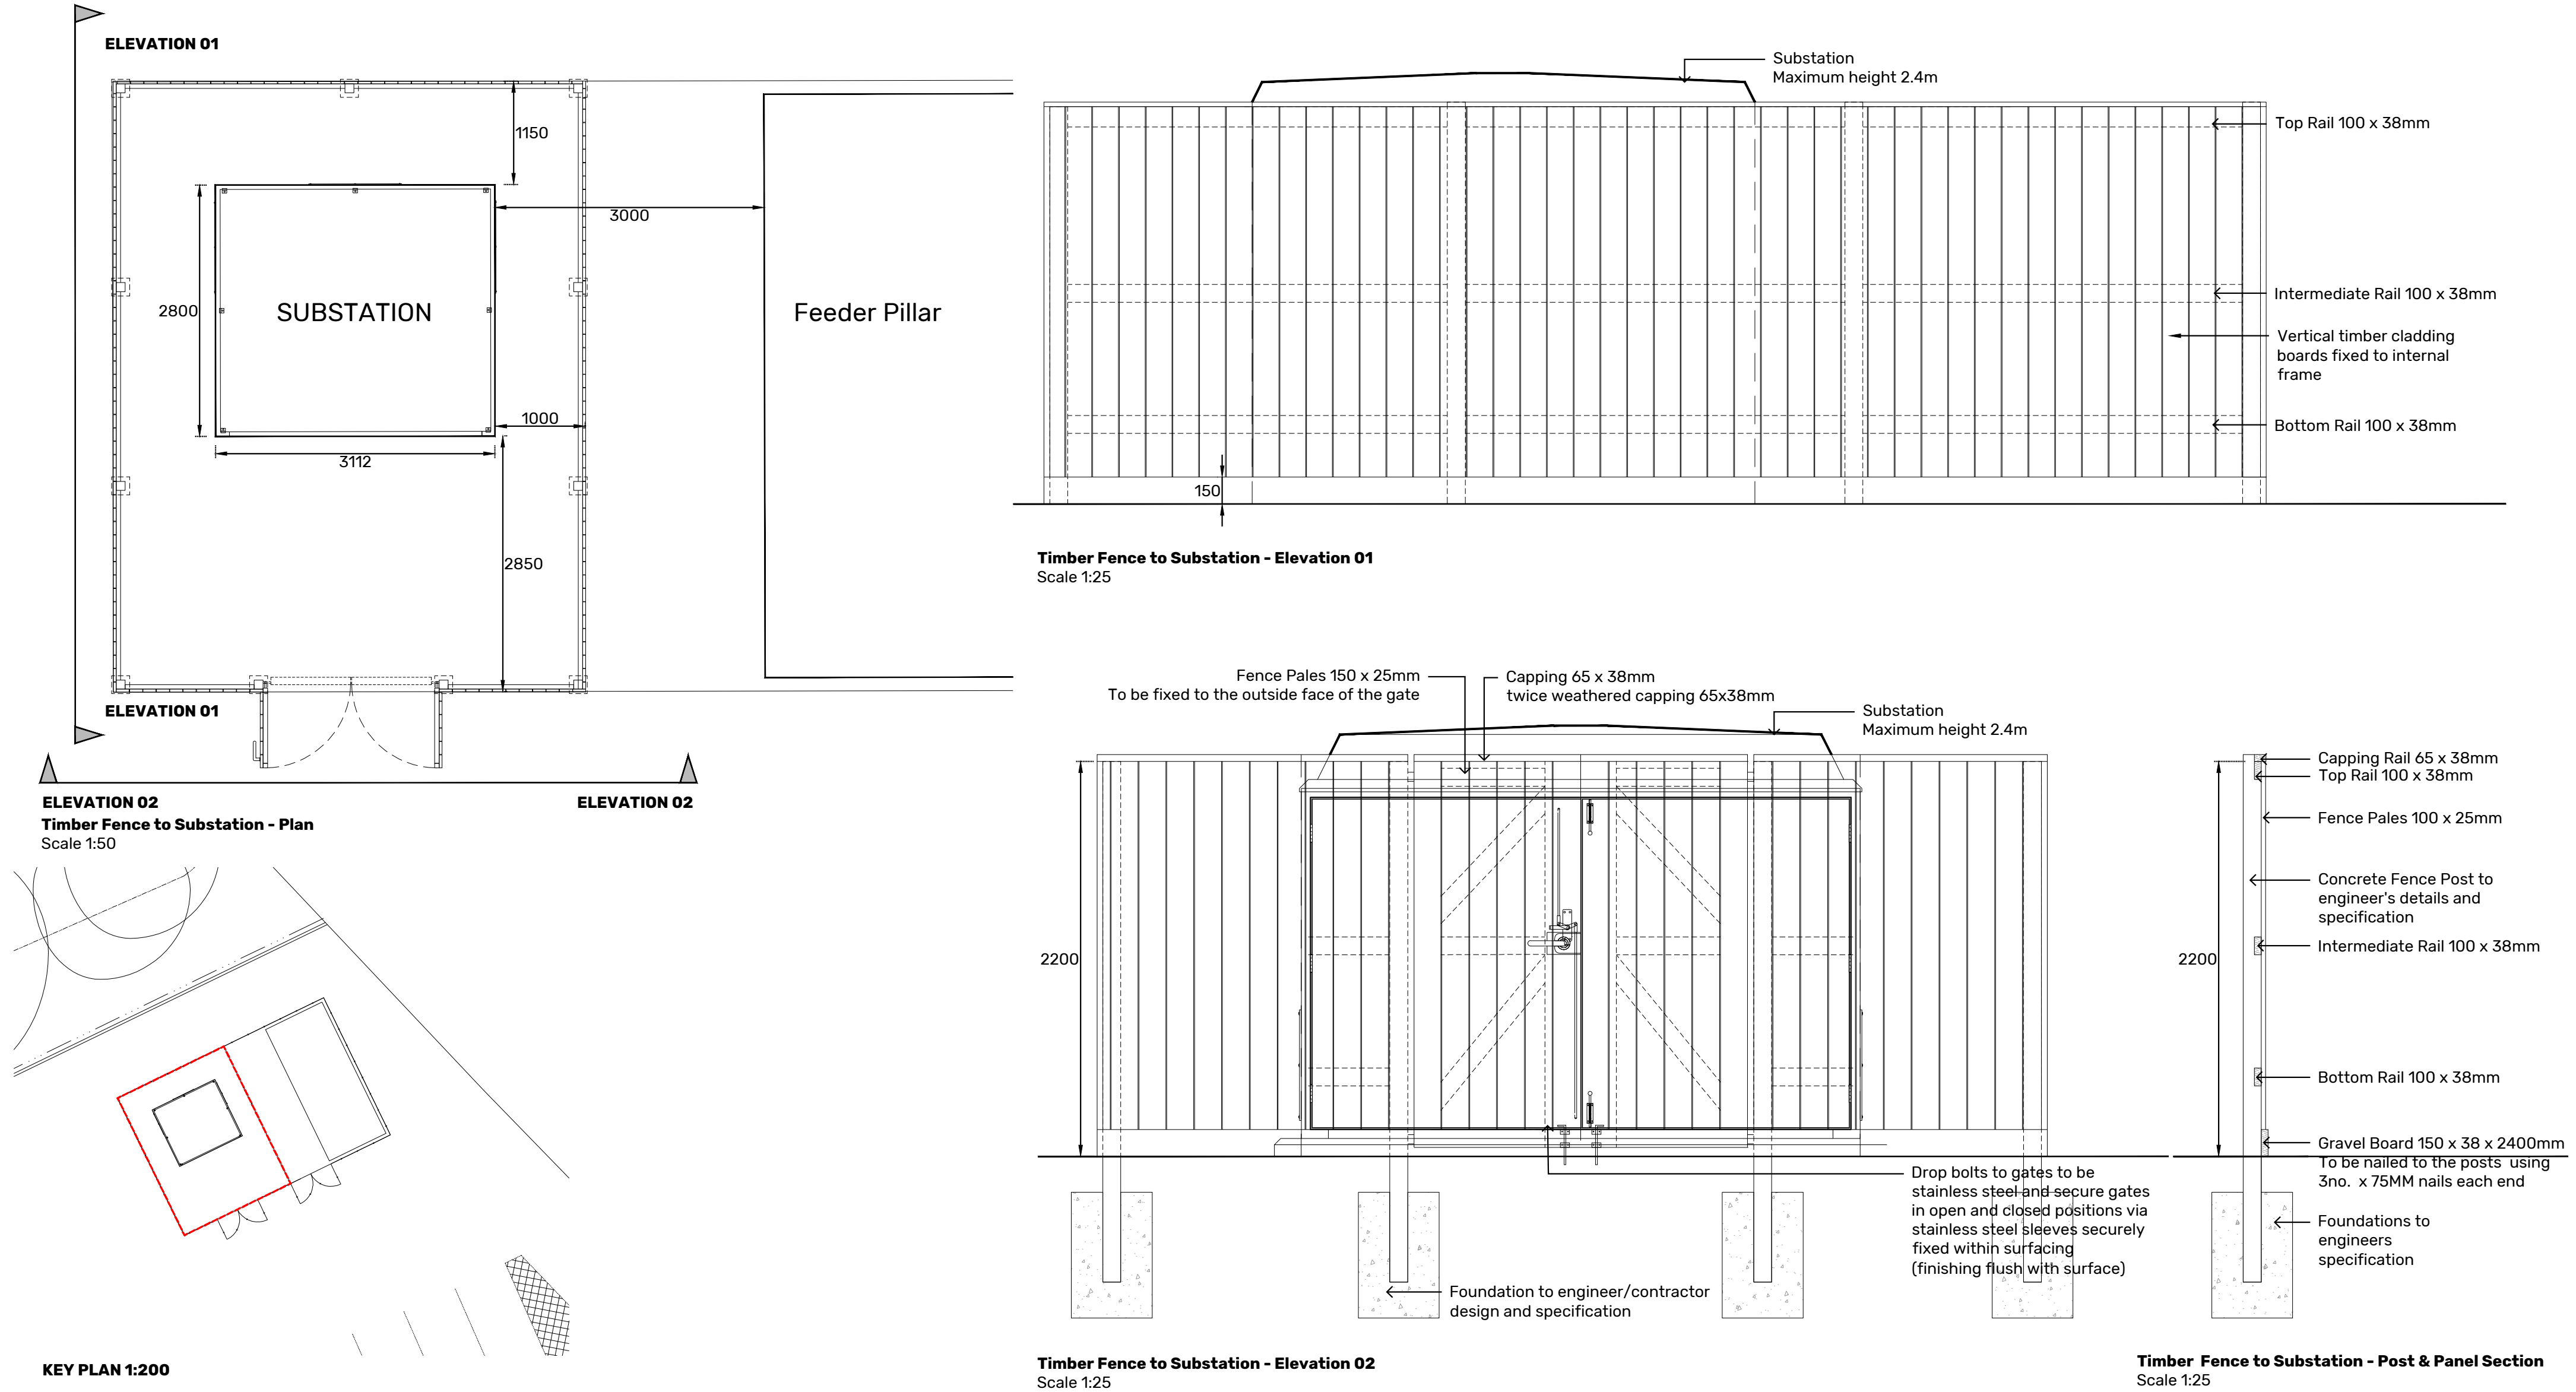 ELEVATION 01
1150
3000
2800
SUBSTATION
Feeder Pillar
1000
3112
2850
ELEVATION 01
ELEVATION 02
ELEVATION 02
Timber Fence to Substation - Plan
Scale 1:50
KEY PLAN 1:200
Substation
Maximum height 2.4m
Top Rail 100 x 38mm
Intermediate Rail 100 x 38mm
Vertical timber cladding
boards fixed to internal
frame
Bottom Rail 100 x 38mm
150
Timber Fence to Substation - Elevation 01
Scale 1:25
Fence Pales 150 x 25mm
To be fixed to the outside face of the gate
Capping 65 x 38mm
twice weathered capping 65x38mm
Substation
Maximum height 2.4m
2200
Drop bolts to gates to be
stainless steel and secure gates
in open and closed positions via
stainless steel sleeves securely
fixed within surfacing
(finishing flush with surface)
Foundation to engineer/contractor
design and specification
Timber Fence to Substation - Elevation 02
Scale 1:25
Capping Rail 65 x 38mm
Top Rail 100 x 38mm
Fence Pales 100 x 25mm
Concrete Fence Post to
engineer's details and
specification
Intermediate Rail 100 x 38mm
2200
Bottom Rail 100 x 38mm
Gravel Board 150 x 38 x 2400mm
To be nailed to the posts using
3no. x 75MM nails each end
Foundations to
engineers
specification
Timber Fence to Substation - Post & Panel Section
Scale 1:25